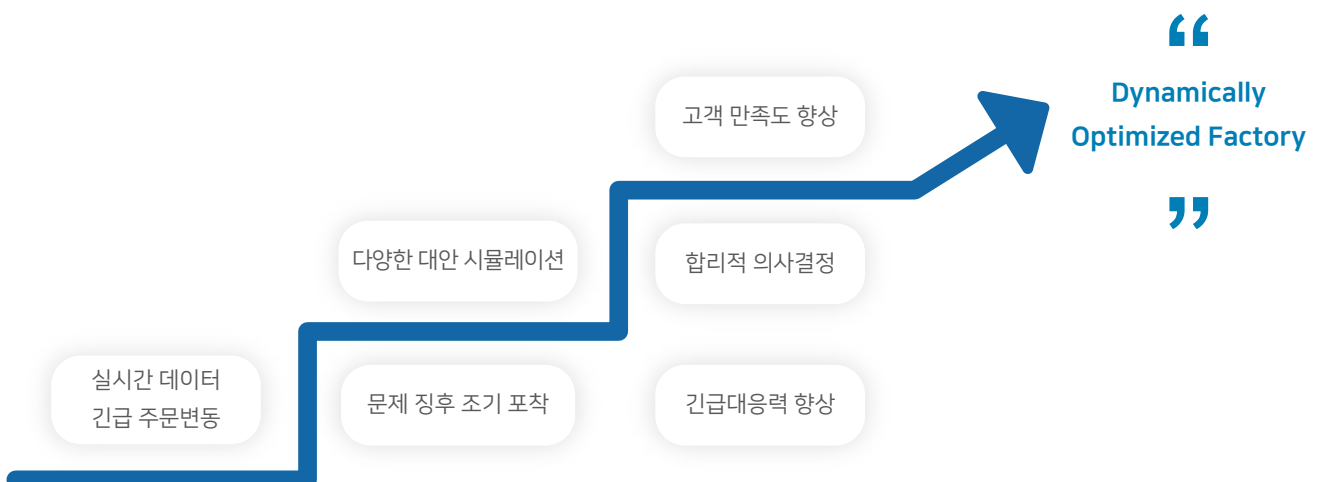 실시간 데이터
긴급 주문변동
다양한 대안 시뮬레이션
문제 징후 조기 포착
고객 만족도 향상
합리적 의사결정
긴급대응력 향상
“
Dynamically
Optimized Factory
”